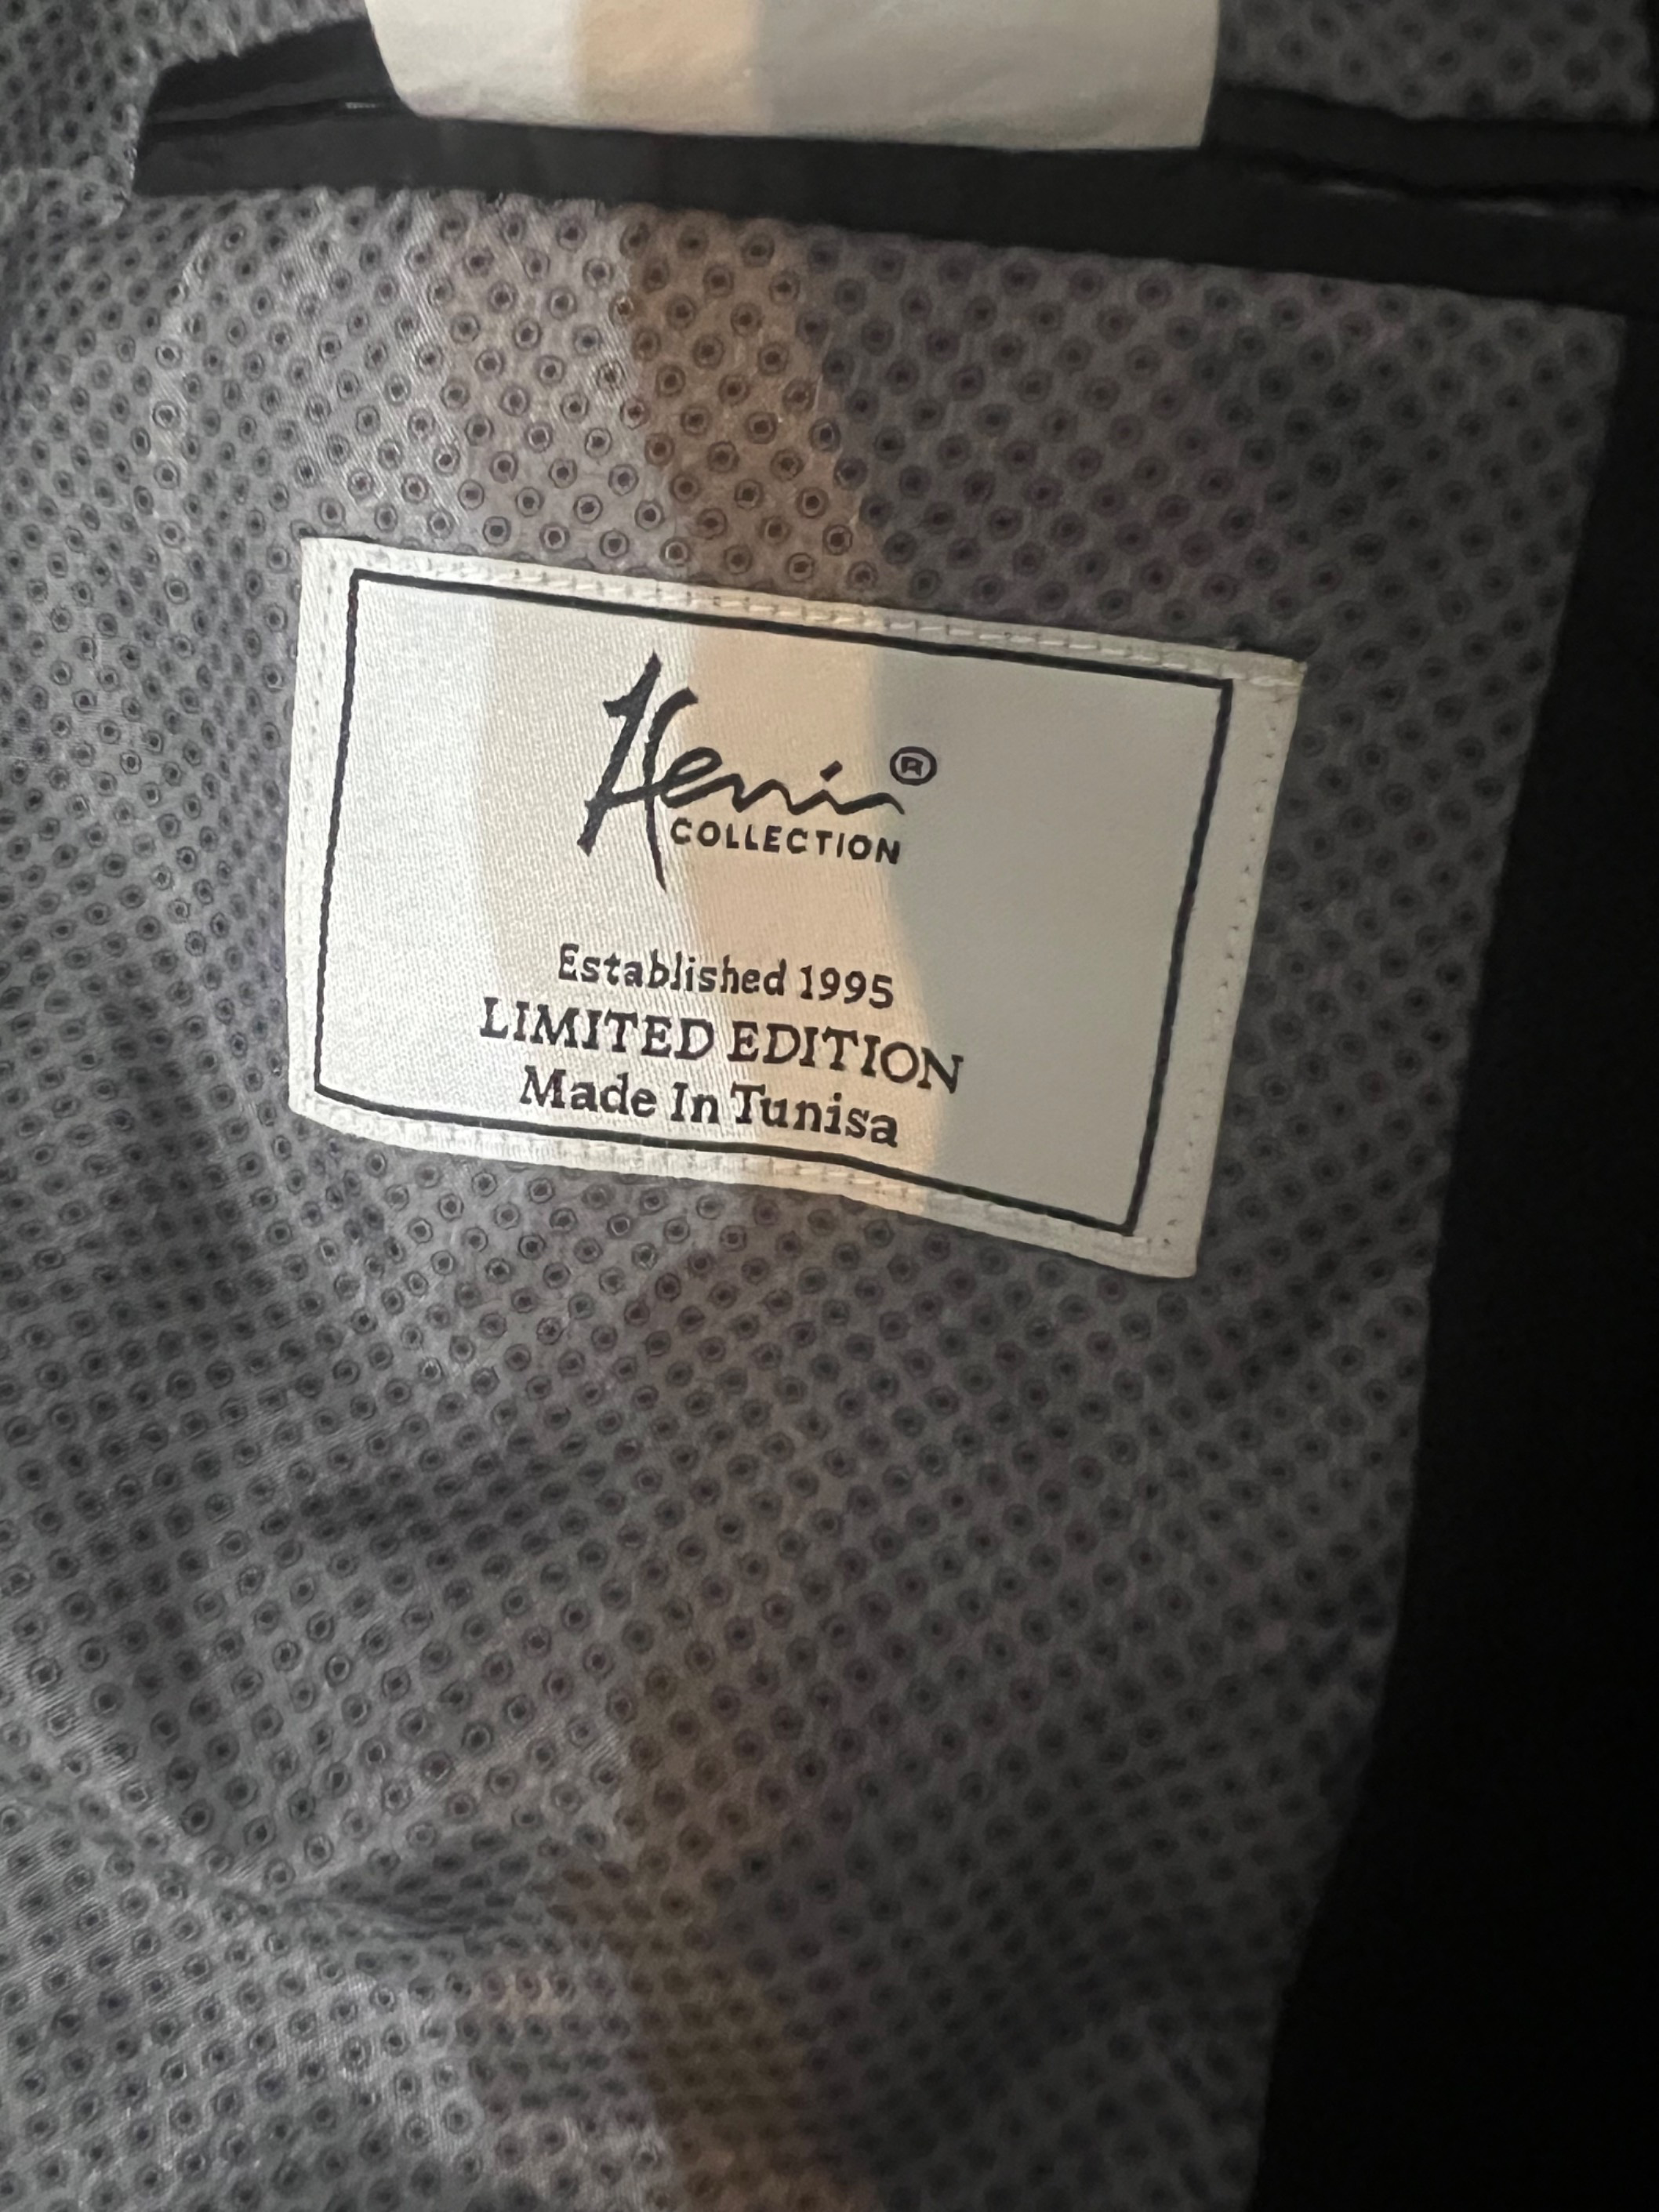 Henin®
COLLECTION
Established 1995
LIMITED EDITION
Made In Tunisa